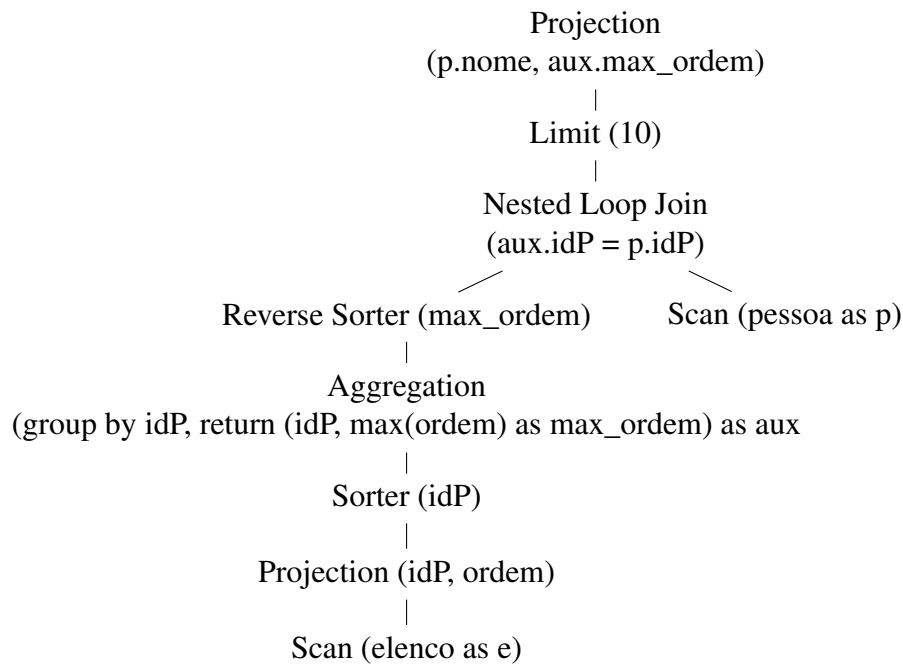 Projection
(p.nome, aux.max_ordem)
Limit (10)
Nested Loop Join
(aux.idP = p.idP)
Reverse Sorter (max_ordem)
Scan (pessoa as p)
Aggregation
(group by idP, return (idP, max(ordem) as max_ordem) as aux
Sorter (idP)
Projection (idP, ordem)
Scan (elenco as e)